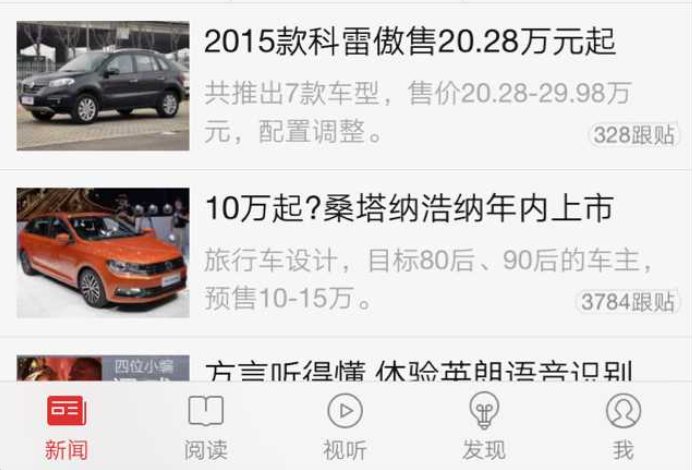 2015款科雷傲售20.28万元起
共推出7款车型，售价20.28-29.98万
元，配置调整。
328跟贴
10万起?桑塔纳浩纳年内上市
旅行车设计，目标80后、90后的车主，
预售10-15万。
3784跟贴
四位小编
方言听得懂 体验英朗语音识别
新闻
阅读
视听
发现
我